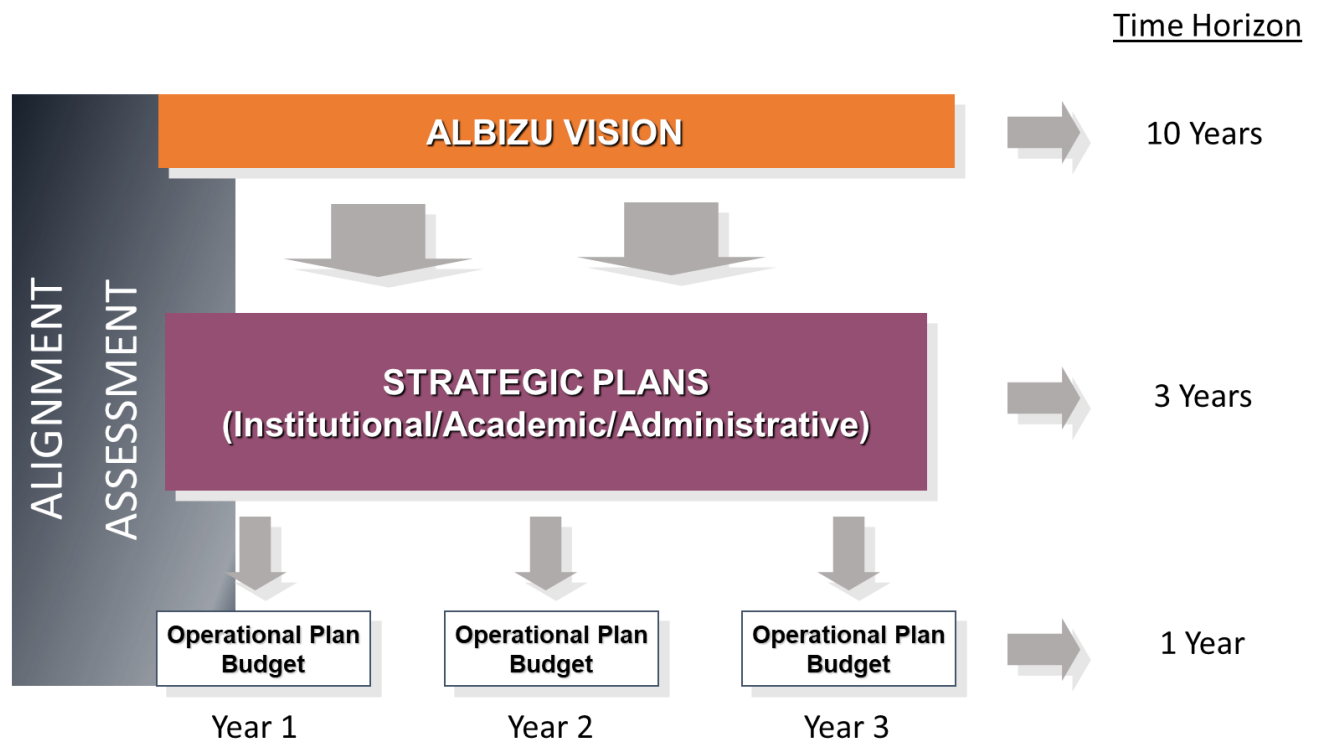 Time Horizon
ALBIZU VISION
10 Years
ALIGNMENT
ASSESSMENT
STRATEGIC PLANS
(Institutional/Academic/Administrative)
3 Years
Operational Plan
Budget
Operational Plan
Budget
Operational Plan
Budget
1 Year
Year 1
Year 2
Year 3